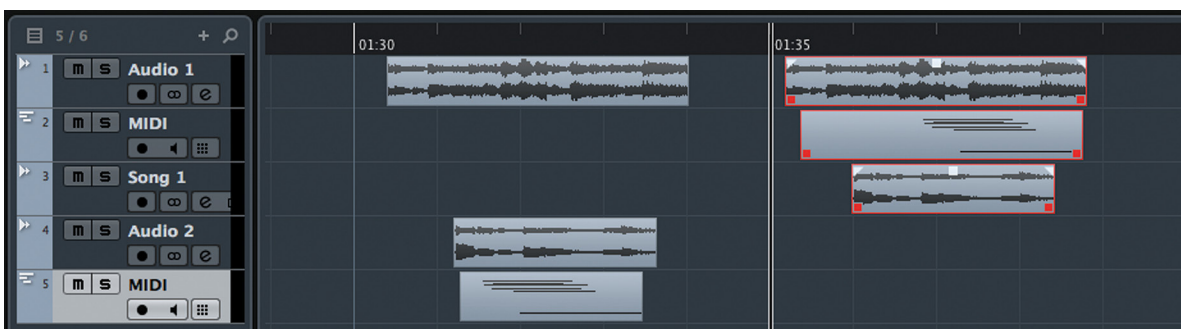 5 / 6
01:30
01:35
1 m s Audio 1
e
2 m s MIDI
3 m s Song 1
e
4 m s Audio 2
e
5 m s MIDI